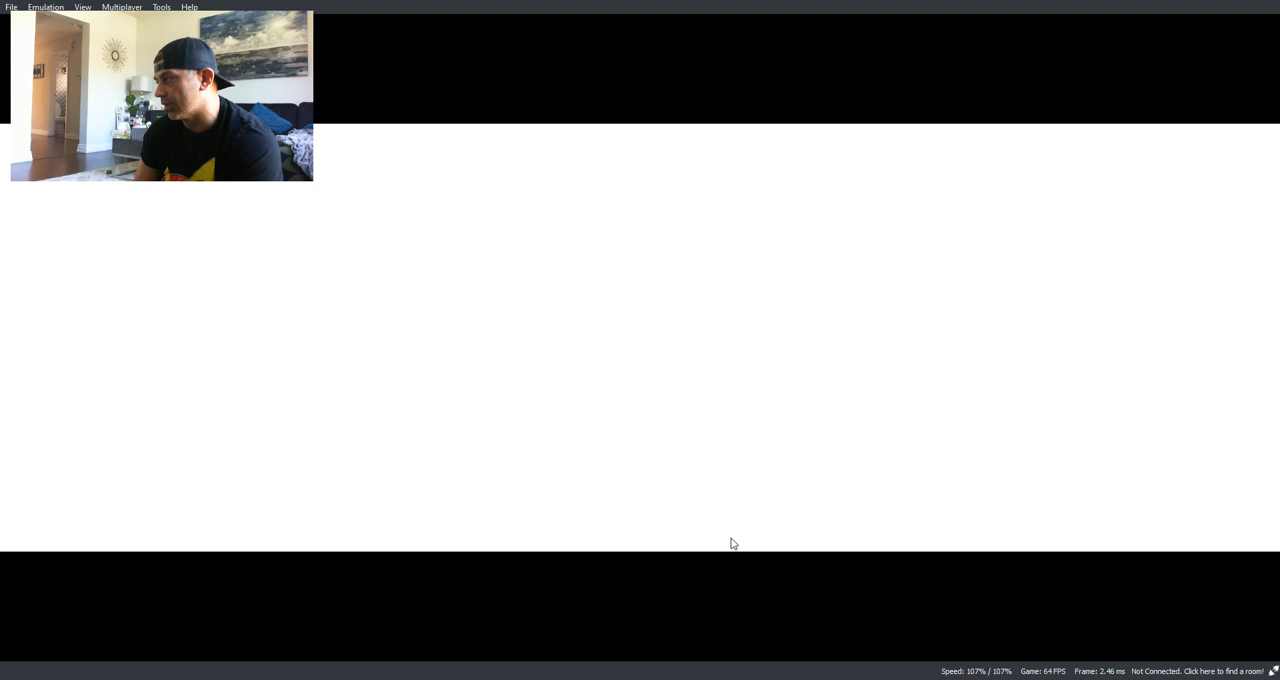 File Emulation View Multiplayer Tools Help
Speed: 107% / 107% Game: 64 FPS Frame: 2.46 ms Not Connected. Click here to find a room!